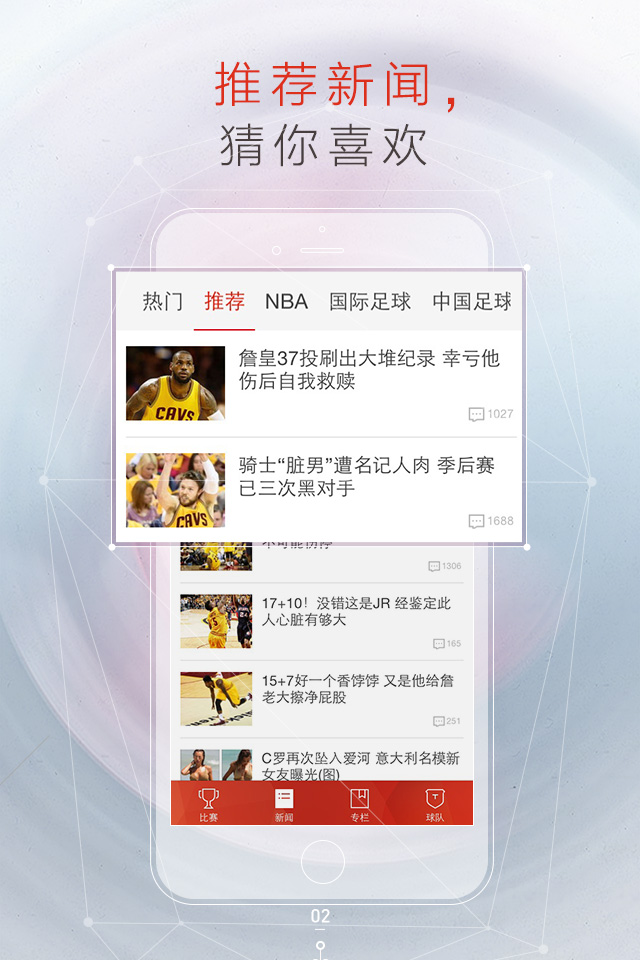 推荐新闻,
猜你喜欢
热门 推荐 NBA 国际足球 中国足球
詹皇37投刷出大堆纪录 幸亏他
伤后自我救赎
1027
骑士“脏男”遭名记人肉 季后赛
已三次黑对手
1688
1306
17+10！没错这是JR 经鉴定此
人心脏有够大
165
15+7好一个香饽饽 又是他给詹
老大擦净屁股
251
C罗再次坠入爱河 意大利名模新
女友曝光(图)
比赛 新闻 专栏 球队
02